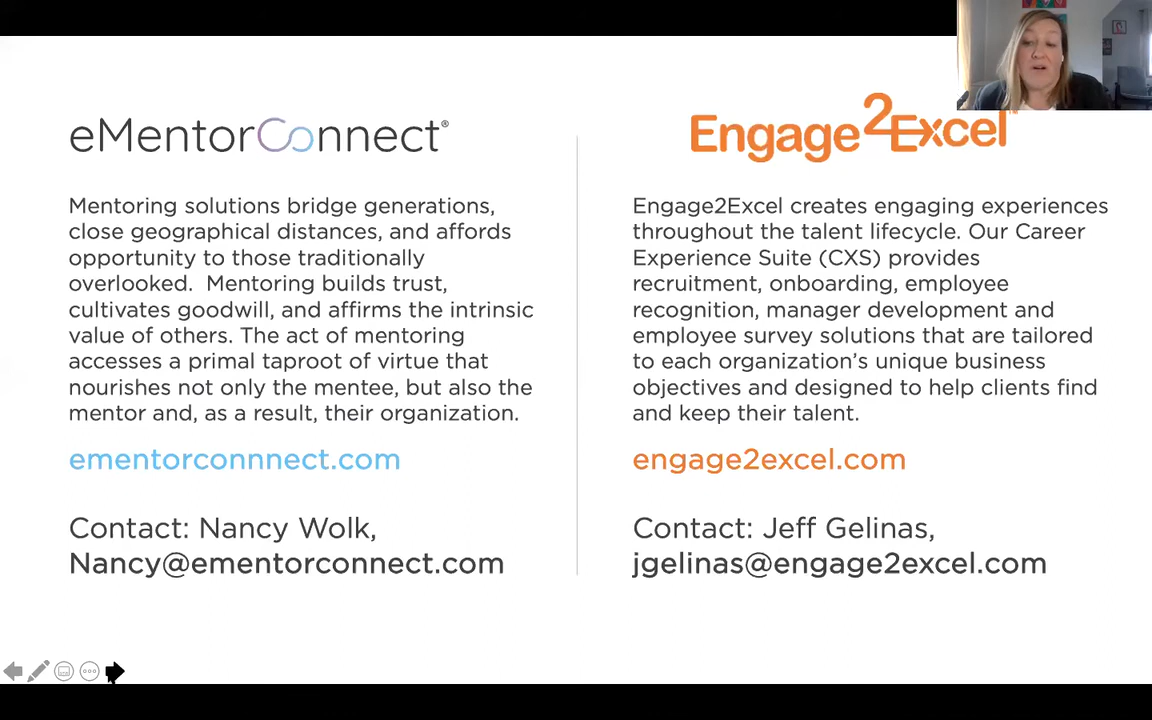 eMentorConnect®
Mentoring solutions bridge generations,
close geographical distances, and affords
opportunity to those traditionally
overlooked.  Mentoring builds trust,
cultivates goodwill, and affirms the intrinsic
value of others. The act of mentoring
accesses a primal taproot of virtue that
nourishes not only the mentee, but also the
mentor and, as a result, their organization.
ementorconnnect.com
Contact: Nancy Wolk,
Nancy@ementorconnect.com
Engage2Excel™
Engage2Excel creates engaging experiences
throughout the talent lifecycle. Our Career
Experience Suite (CXS) provides
recruitment, onboarding, employee
recognition, manager development and
employee survey solutions that are tailored
to each organization’s unique business
objectives and designed to help clients find
and keep their talent.
engage2excel.com
Contact: Jeff Gelinas,
jgelinas@engage2excel.com